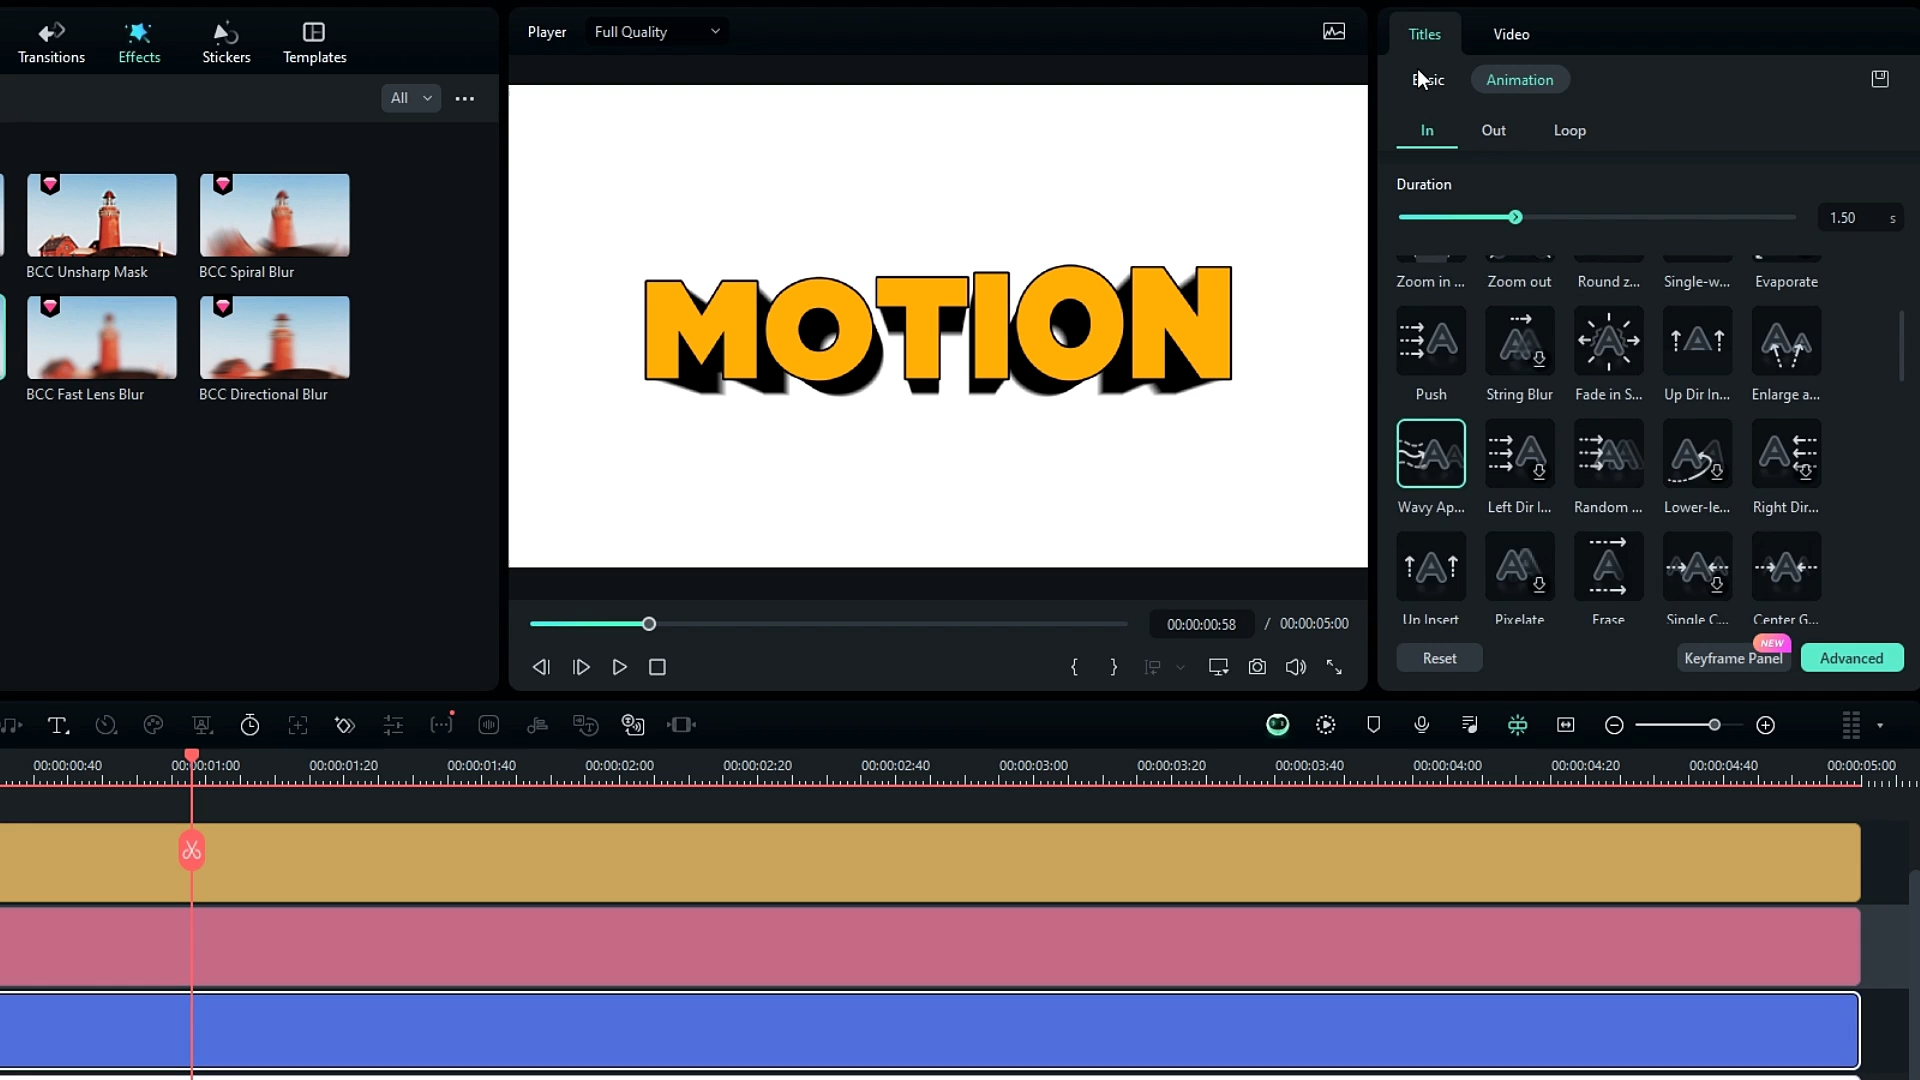 Transitions
Effects
Stickers
Templates
All
BCC Unsharp Mask
BCC Spiral Blur
BCC Fast Lens Blur
BCC Directional Blur
Player
Full Quality
MOTION
00:00:00:58 / 00:00:05:00
Titles
Video
Animation
In
Out
Loop
Duration
1.50 s
Zoom in ...
Zoom out
Round z...
Single-w...
Evaporate
Push
String Blur
Fade in S...
Up Dir In...
Enlarge a...
Wavy Ap...
Left Dir I...
Random ...
Lower-le...
Right Dir...
Up Insert
Pixelate
Erase
Single C...
Center G...
Reset
NEW
Keyframe Panel
Advanced
00:00:00:40
00:00:01:00
00:00:01:20
00:00:01:40
00:00:02:00
00:00:02:20
00:00:02:40
00:00:03:00
00:00:03:20
00:00:03:40
00:00:04:00
00:00:04:20
00:00:04:40
00:00:05:00